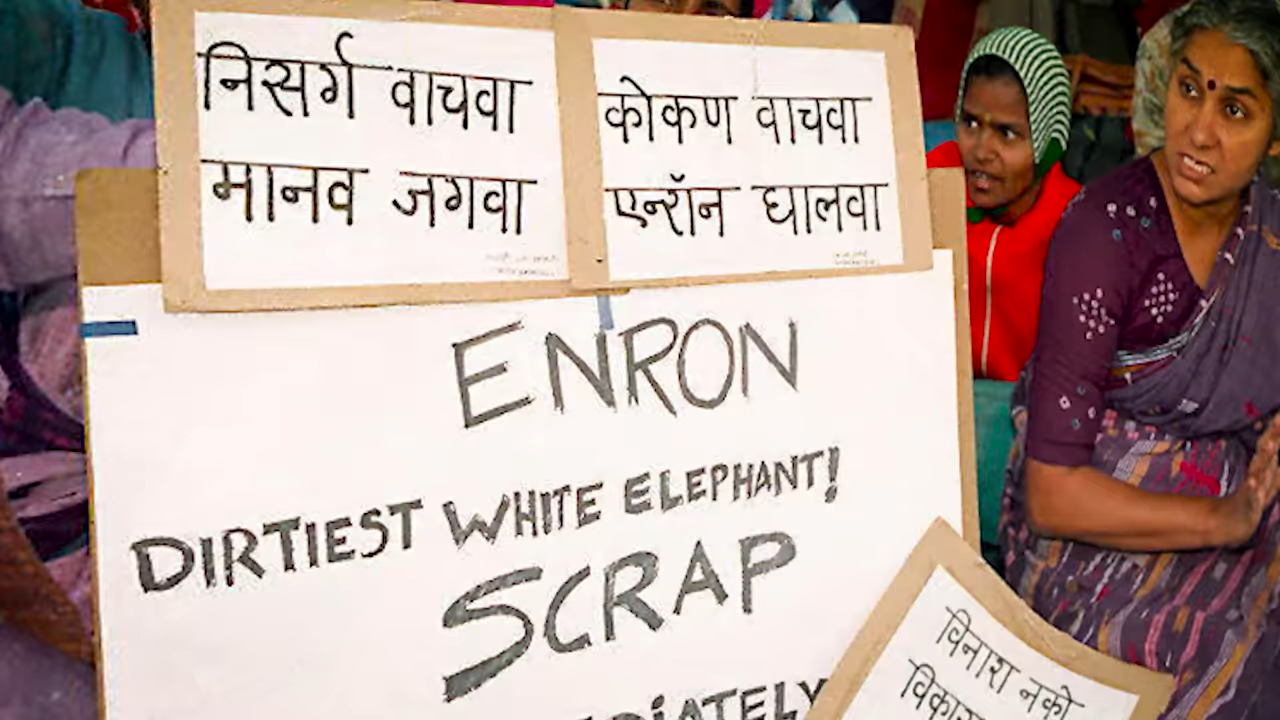 निसर्ग वाचवा
मानव जगवा
कोकण वाचवा
एन्रॉन घालवा
ENRON
DIRTIEST WHITE ELEPHANT!
SCRAP
विनाश नको